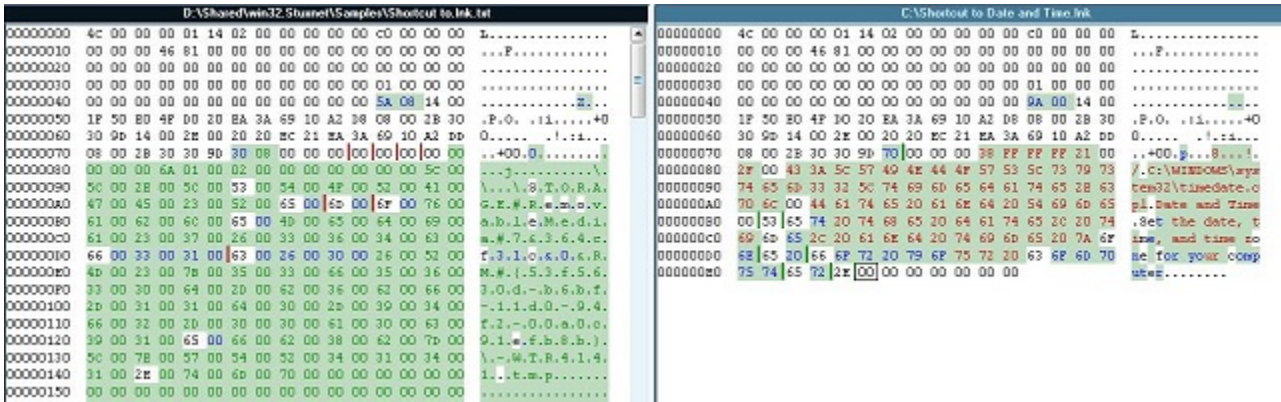 D:\Shared\win32.Stuxnet\Samples\Shortcut to.lnk.txt
00000000 4C 00 00 00 01 14 02 00 00 00 00 00 C0 00 00 00 L...............
00000010 00 00 00 46 81 00 00 00 00 00 00 00 00 00 00 00 ...F............
00000020 00 00 00 00 00 00 00 00 00 00 00 00 00 00 00 00 ................
00000030 00 00 00 00 00 00 00 00 00 00 00 00 01 00 00 00 ................
00000040 00 00 00 00 00 00 00 00 00 00 00 00 5A 08 14 00 ............Z...
00000050 1F 50 E0 4F D0 20 EA 3A 69 10 A2 D8 08 00 2B 30 .P.O. .:i.....+0
00000060 30 9D 14 00 2E 00 20 20 EC 21 EA 3A 69 10 A2 DD 0..... .!.:i...
00000070 08 00 2B 30 30 9D 30 08 00 00 00 00 00 00 00 00 ..+00.0.........
00000080 00 00 00 6A 01 00 00 00 00 00 00 00 00 00 5C 00 ...j..........\.
00000090 5C 00 2E 00 5C 00 53 00 54 00 4F 00 52 00 41 00 \...\.S.T.O.R.A.
000000A0 47 00 45 00 23 00 52 00 65 00 6D 00 6F 00 76 00 G.E.#.R.e.m.o.v.
000000B0 61 00 62 00 6C 00 65 00 4D 00 65 00 64 00 69 00 a.b.l.e.M.e.d.i.
000000C0 61 00 23 00 37 00 26 00 33 00 36 00 34 00 63 00
000000D0 66 00 33 00 31 00 63 00 26 00 30 00 26 00 52 00
000000E0 4D 00 23 00 7B 00 35 00 33 00 66 00 35 00 36 00 M.#.{.5.3.f.5.6.
000000F0 33 00 30 00 64 00 2D 00 62 00 36 00 62 00 66 00 3.0.d.-.b.6.b.f.
00000100 2D 00 31 00 31 00 64 00 30 00 2D 00 39 00 34 00 -.1.1.d.0.-.9.4.
00000110 66 00 32 00 2D 00 30 00 30 00 61 00 30 00 63 00 f.2.-.0.0.a.0.c.
00000120 39 00 31 00 65 00 66 00 62 00 38 00 62 00 7D 00 9.1.e.f.b.8.b.}.
00000130 5C 00 7E 00 57 00 54 00 52 00 34 00 31 00 34 00 \.~.W.T.R.4.1.4.
00000140 31 00 2E 00 74 00 6D 00 70 00 00 00 00 00 00 00 1...t.m.p.......
00000150 00 00 00 00 00 00 00 00 00 00 00 00 00 00 00 00 ................
C:\Shortcut to Date and Time.lnk
00000000 4C 00 00 00 01 14 02 00 00 00 00 00 C0 00 00 00 L...............
00000010 00 00 00 46 81 00 00 00 00 00 00 00 00 00 00 00 ...F............
00000020 00 00 00 00 00 00 00 00 00 00 00 00 00 00 00 00 ................
00000030 00 00 00 00 00 00 00 00 00 00 00 00 01 00 00 00 ................
00000040 00 00 00 00 00 00 00 00 00 00 00 00 9A 00 14 00 ................
00000050 1F 50 E0 4F D0 20 EA 3A 69 10 A2 D8 08 00 2B 30 .P.O. .:i.....+0
00000060 30 9D 14 00 2E 00 20 20 EC 21 EA 3A 69 10 A2 DD 0..... .!.:i...
00000070 08 00 2B 30 30 9D 70 00 00 00 00 38 FF FF FF 21 00 ..+00.p....8...!.
00000080 2F 00 43 3A 5C 57 49 4E 44 4F 57 53 5C 73 79 73 /.C:\WINDOWS\sys
00000090 74 65 6D 33 32 5C 74 69 6D 65 64 61 74 65 2E 63 tem32\timedate.c
000000A0 70 6C 00 44 61 74 65 20 61 6E 64 20 54 69 6D 65 pl.Date and Time
000000B0 00 53 65 74 20 74 68 65 20 64 61 74 65 2C 20 74 .Set the date, t
000000C0 69 6D 65 2C 20 61 6E 64 20 74 69 6D 65 20 7A 6F ime, and time zo
000000D0 6E 65 20 66 6F 72 20 79 6F 75 72 20 63 6F 6D 70 ne for your comp
000000E0 75 74 65 72 2E 00 00 00 00 00 00 00 uter........